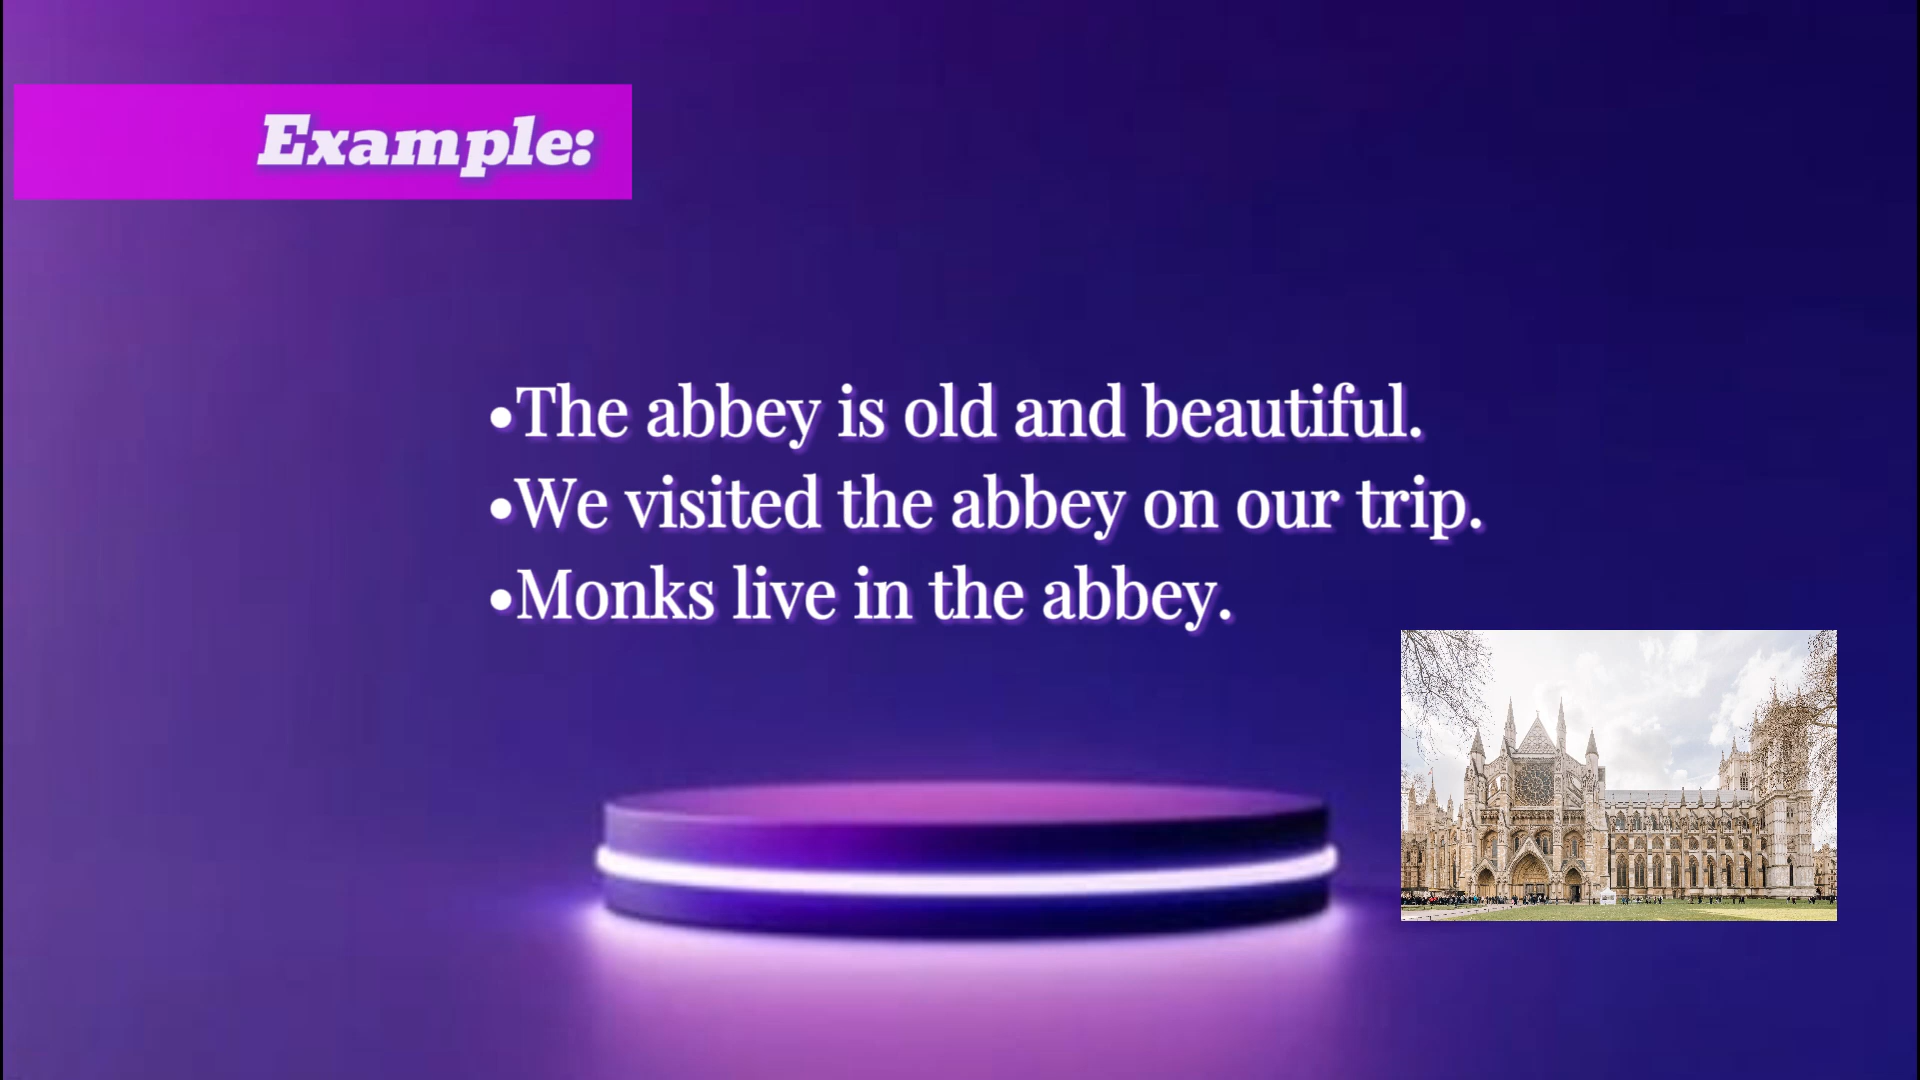 Example:
•The abbey is old and beautiful.
•We visited the abbey on our trip.
•Monks live in the abbey.